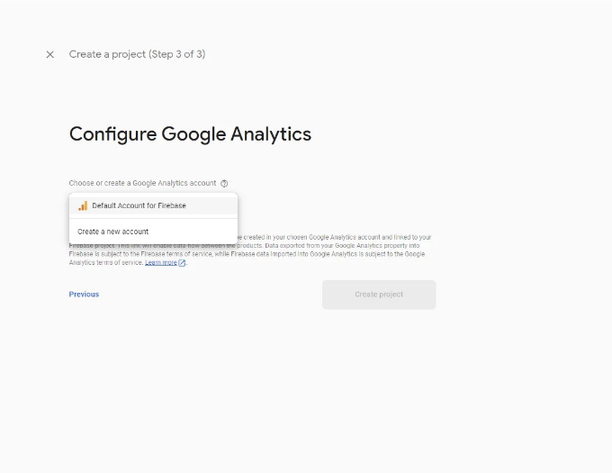 Create a project (Step 3 of 3)
Configure Google Analytics
Choose or create a Google Analytics account
Default Account for Firebase
Create a new account
e created in your chosen Google Analytics account and linked to your
Firebase project. This link will enable data flow between the products. Data exported from your Google Analytics property into
Firebase is subject to the Firebase terms of service, while Firebase data imported into Google Analytics is subject to the Google
Analytics terms of service. Learn more
Previous
Create project